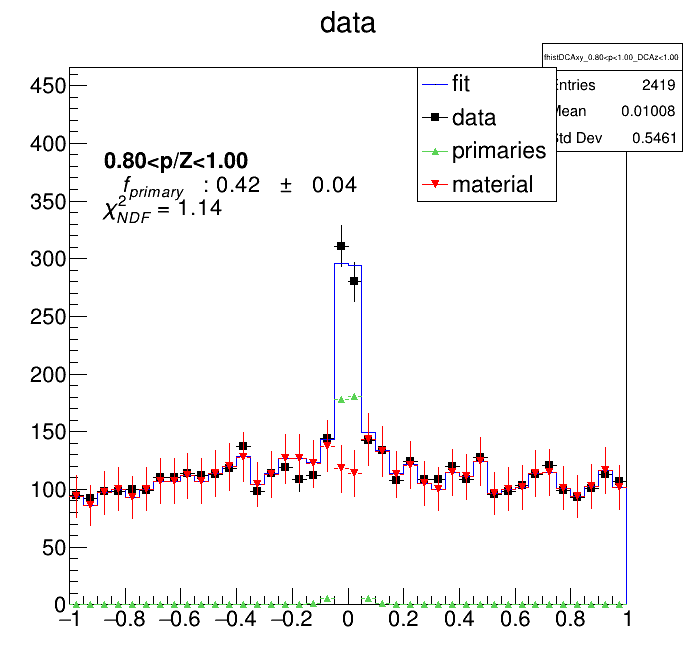 data
fhistDCAxy_0.80<p<1.00_DCAz<1.00
Entries 2419
Mean 0.01008
Std Dev 0.5461
fit
data
primaries
material
0.80<p/Z<1.00
f_primary : 0.42 ± 0.04
χ²_NDF = 1.14
450
400
350
300
250
200
150
100
50
0
−1 −0.8 −0.6 −0.4 −0.2 0 0.2 0.4 0.6 0.8 1